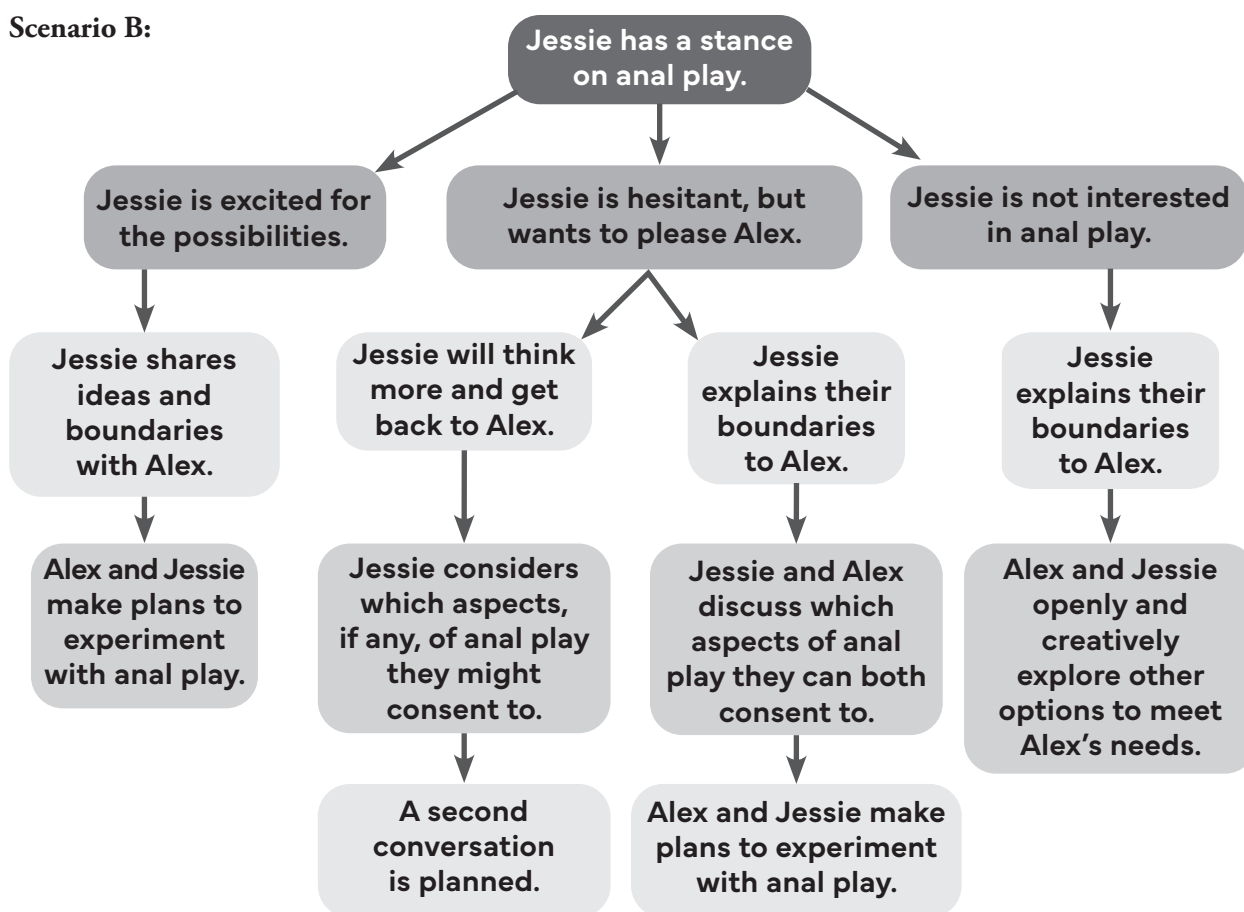 Scenario B:
Jessie has a stance
on anal play.
Jessie is excited for
the possibilities.
Jessie is hesitant, but
wants to please Alex.
Jessie is not interested
in anal play.
Jessie shares
ideas and
boundaries
with Alex.
Jessie will think
more and get
back to Alex.
Jessie
explains their
boundaries
to Alex.
Jessie
explains their
boundaries
to Alex.
Alex and Jessie
make plans to
experiment
with anal play.
Jessie considers
which aspects,
if any, of anal play
they might
consent to.
Jessie and Alex
discuss which
aspects of anal
play they can both
consent to.
Alex and Jessie
openly and
creatively
explore other
options to meet
Alex’s needs.
A second
conversation
is planned.
Alex and Jessie make
plans to experiment
with anal play.